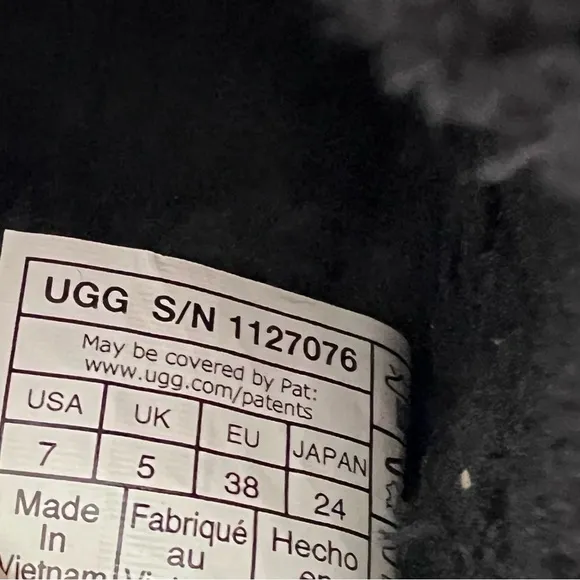 UGG S/N 1127076
May be covered by Pat:
www.ugg.com/patents
USA UK EU JAPAN
7 5 38 24
Made Fabriqué Hecho
In au
Vietnam